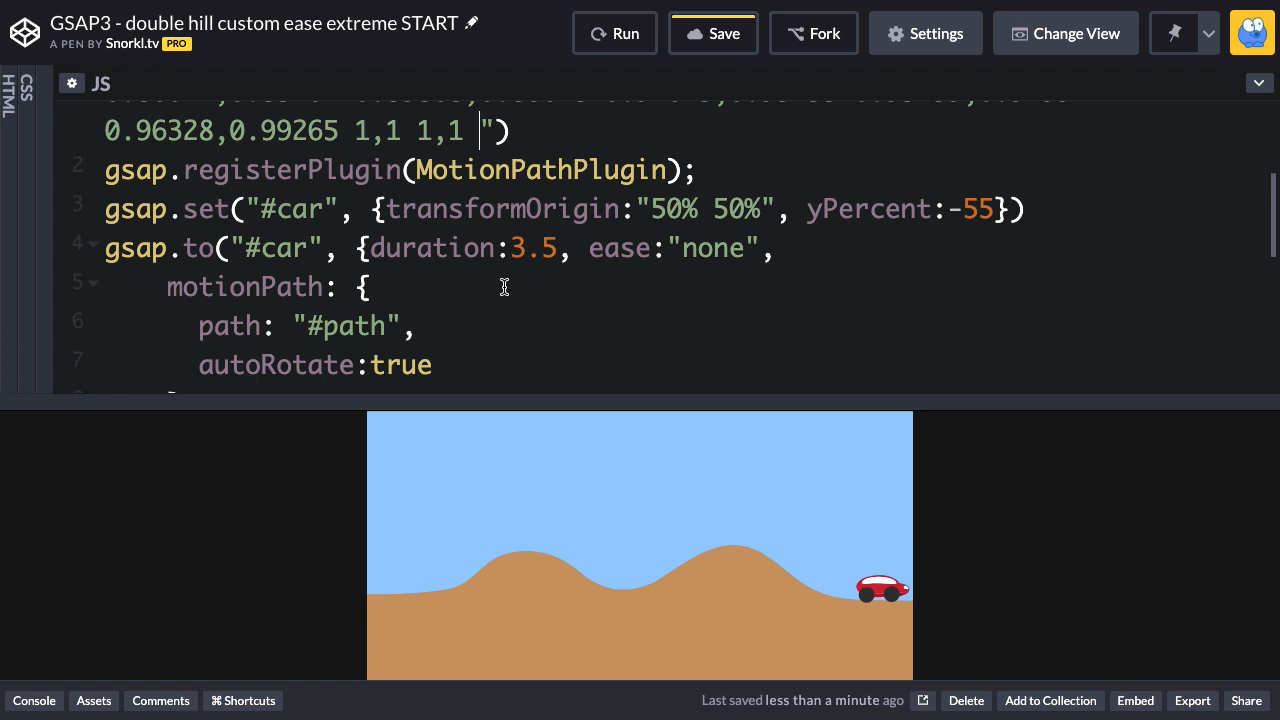 GSAP3 - double hill custom ease extreme START
A PEN BY Snorkl.tv PRO
Run
Save
Fork
Settings
Change View
HTML
CSS
JS
0.96328,0.99265 1,1 1,1 ")
2 gsap.registerPlugin(MotionPathPlugin);
3 gsap.set("#car", {transformOrigin:"50% 50%", yPercent:-55})
4 gsap.to("#car", {duration:3.5, ease:"none",
5 motionPath: {
6 path: "#path",
7 autoRotate:true
Console
Assets
Comments
⌘ Shortcuts
Last saved less than a minute ago
Delete
Add to Collection
Embed
Export
Share